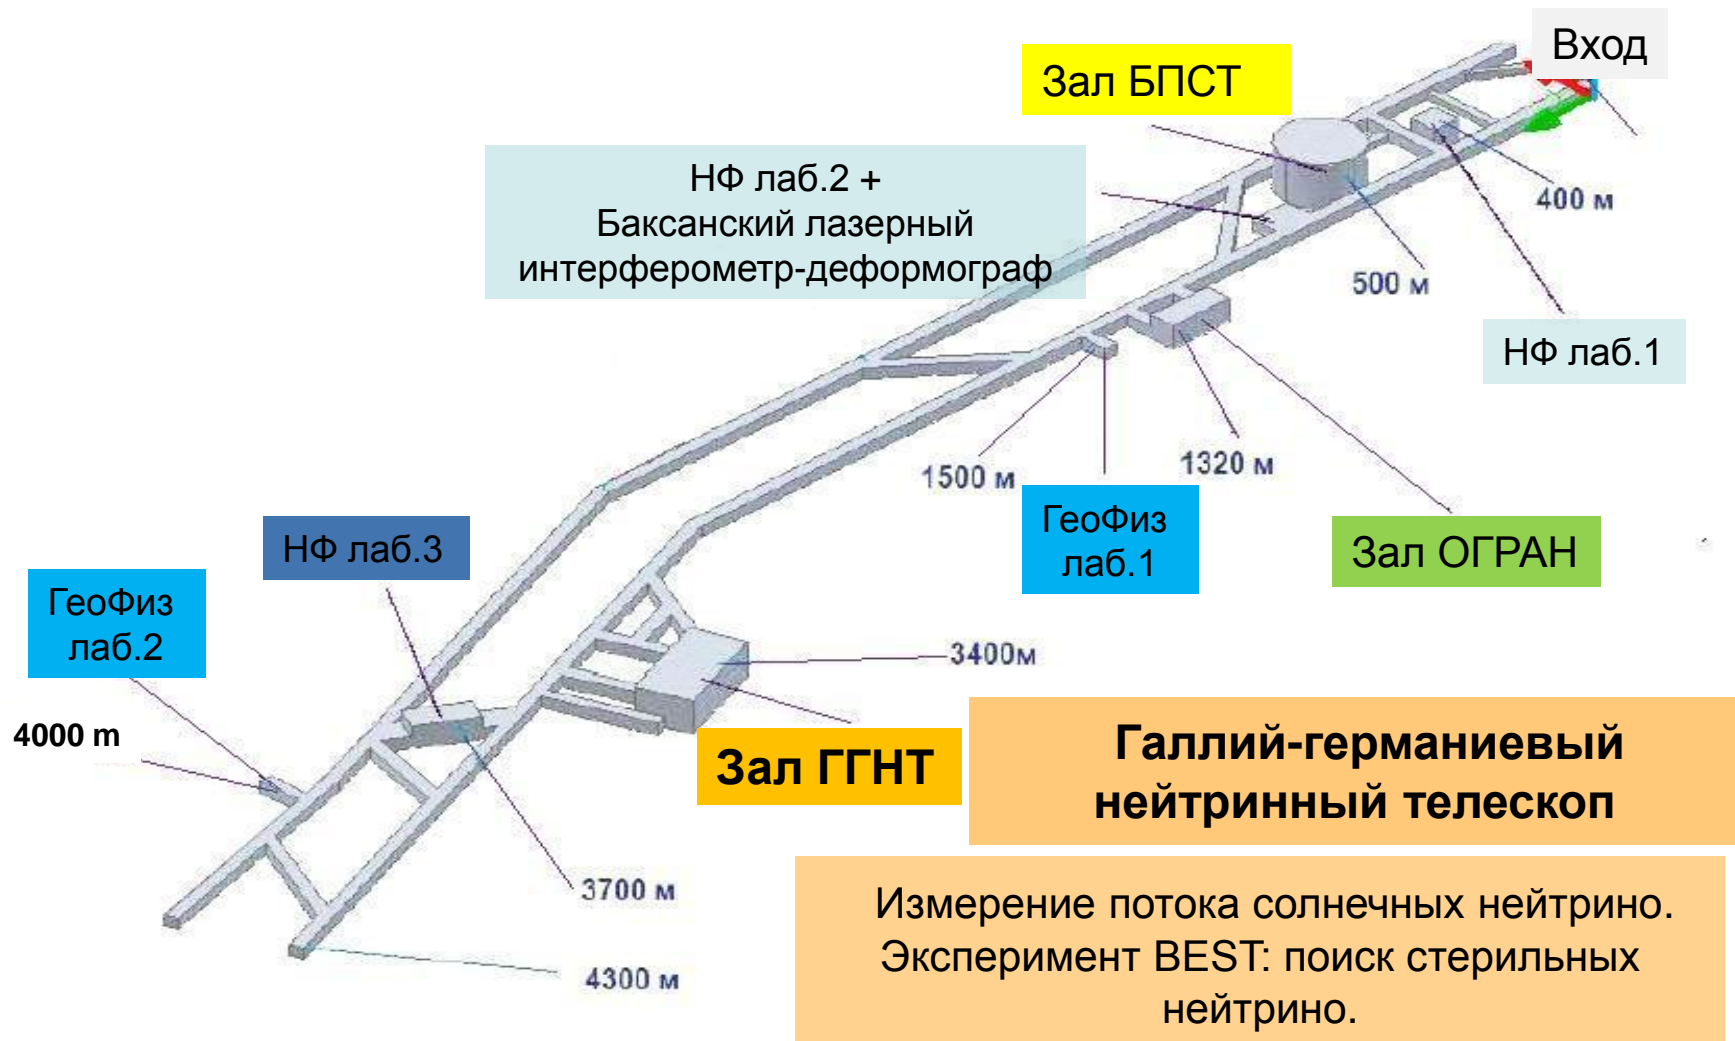 Вход
Зал БПСТ
НФ лаб.2 +
Баксанский лазерный
интерферометр-деформограф
400 м
500 м
НФ лаб.1
1500 м
1320 м
ГеоФиз
лаб.1
Зал ОГРАН
НФ лаб.3
ГеоФиз
лаб.2
3400м
4000 m
Зал ГГНТ
Галлий-германиевый
нейтринный телескоп
3700 м
4300 м
Измерение потока солнечных нейтрино.
Эксперимент BEST: поиск стерильных
нейтрино.